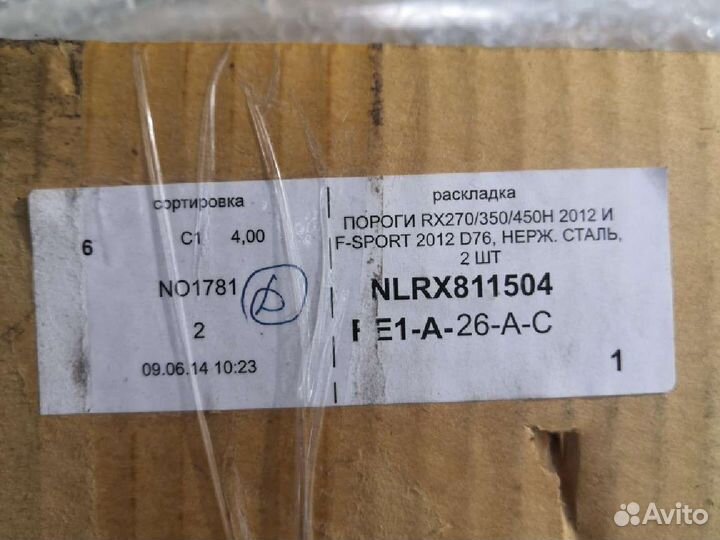 сортировка
6 С1 4,00
NO1781
2
09.06.14 10:23
раскладка
ПОРОГИ RX270/350/450H 2012 И
F-SPORT 2012 D76, НЕРЖ. СТАЛЬ,
2 ШТ
NLRX811504
E1-A-26-A-C
1
Avito